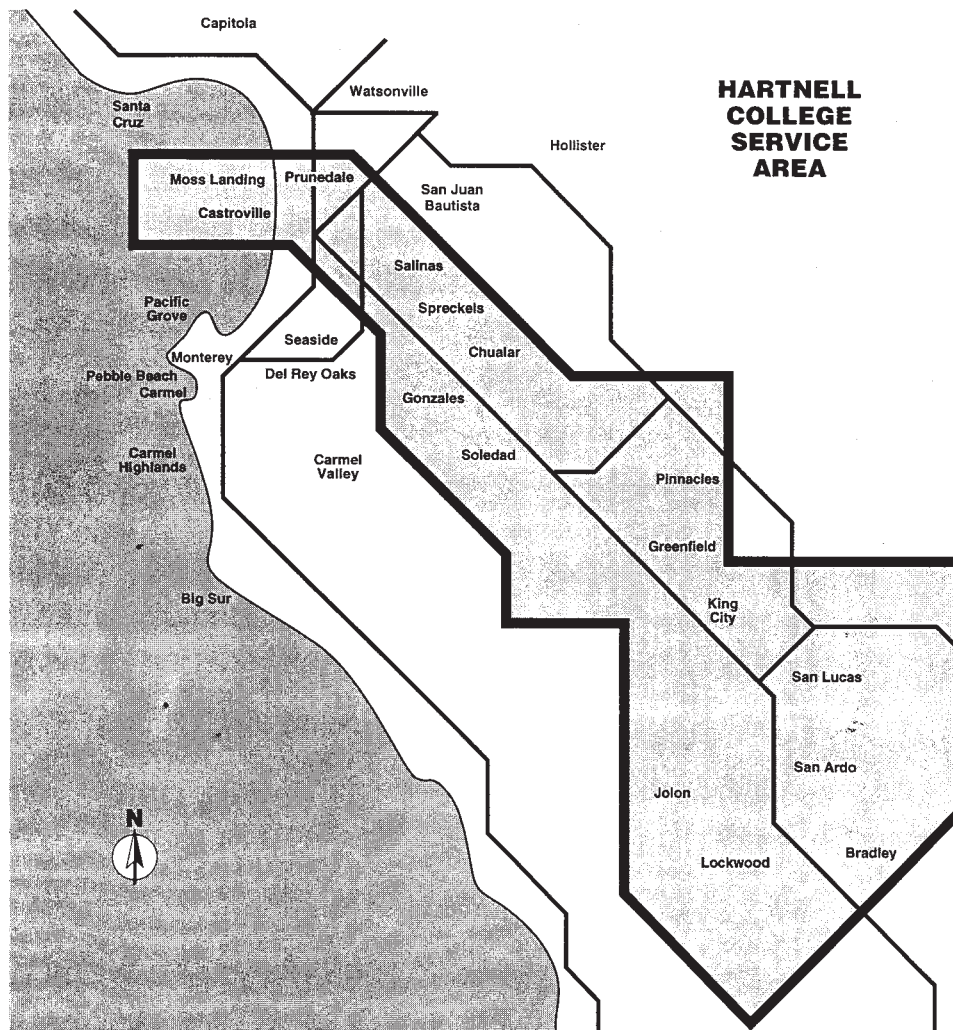 Capitola
HARTNELL
COLLEGE
SERVICE
AREA
Watsonville
Santa
Cruz
Hollister
Moss Landing
Prunedale
San Juan
Bautista
Castroville
Salinas
Pacific
Grove
Spreckels
Seaside
Chualar
Monterey
Del Rey Oaks
Pebble Beach
Carmel
Gonzales
Carmel
Highlands
Carmel
Valley
Soledad
Pinnacles
Greenfield
Big Sur
King
City
San Lucas
San Ardo
Jolon
N
Lockwood
Bradley